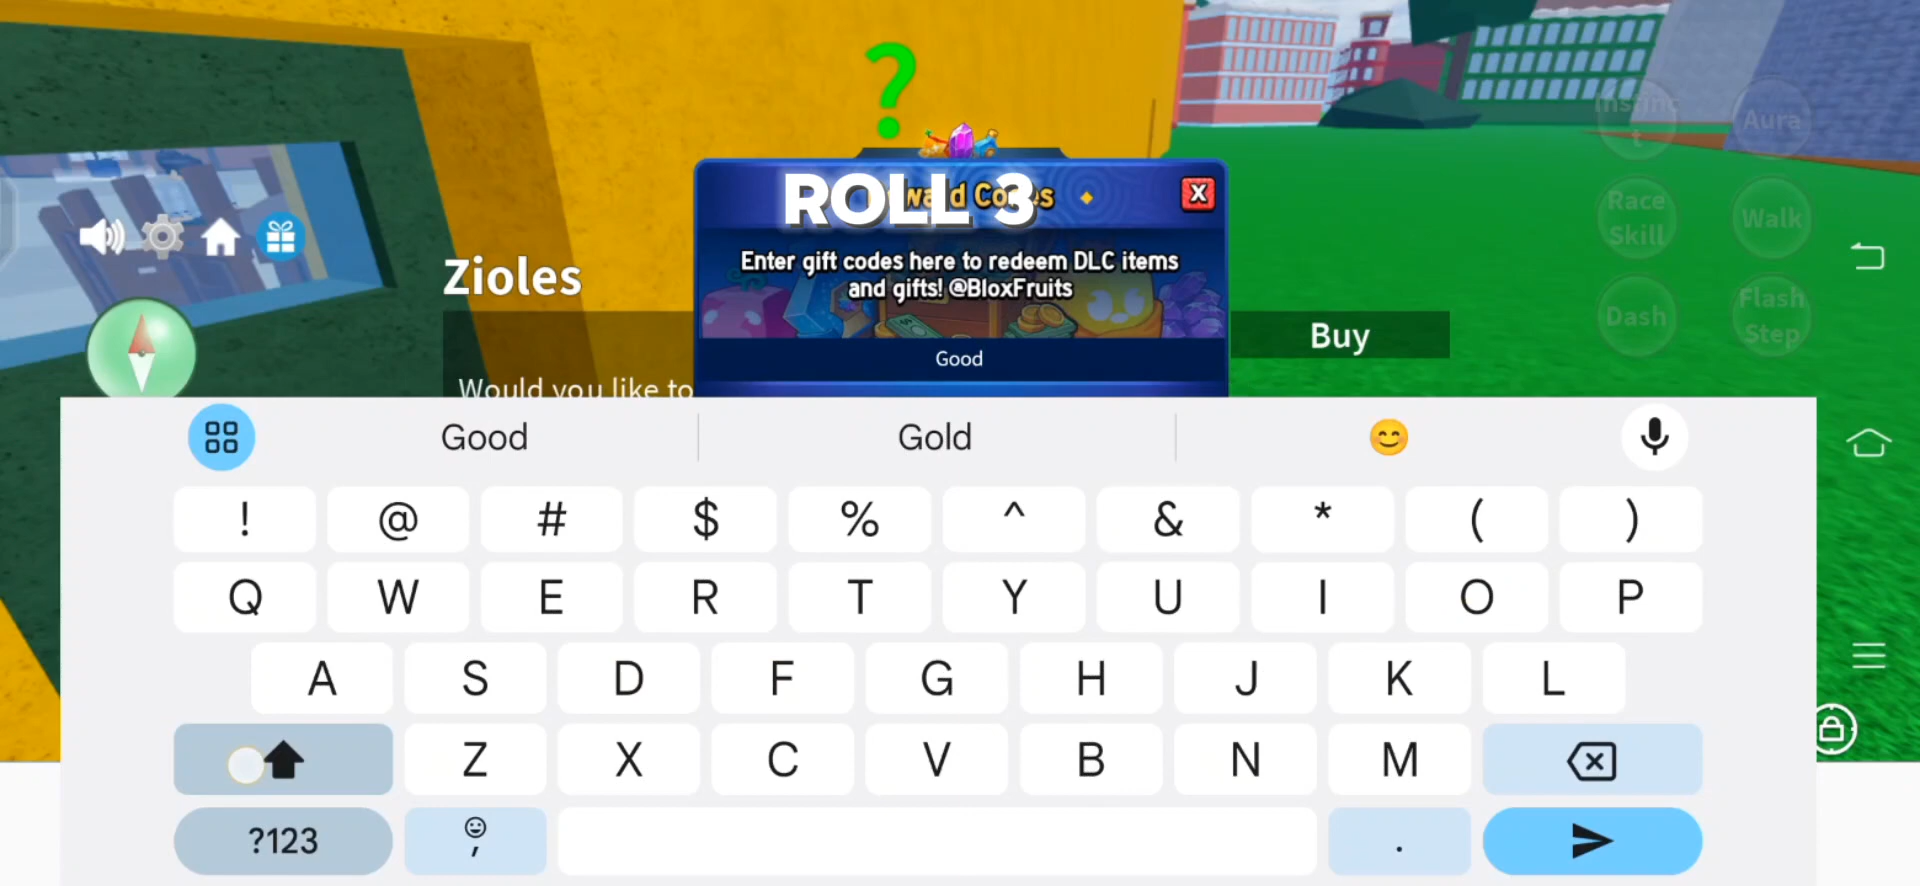 ROLL 3
Enter gift codes here to redeem DLC items
and gifts! @BloxFruits
Good
Zioles
Would you like to
Buy
Aura
Race
Skill
Walk
Dash
Flash
Step
Good
Gold
! @ # $ % ^ & * ( )
Q W E R T Y U I O P
A S D F G H J K L
Z X C V B N M
?123 , .